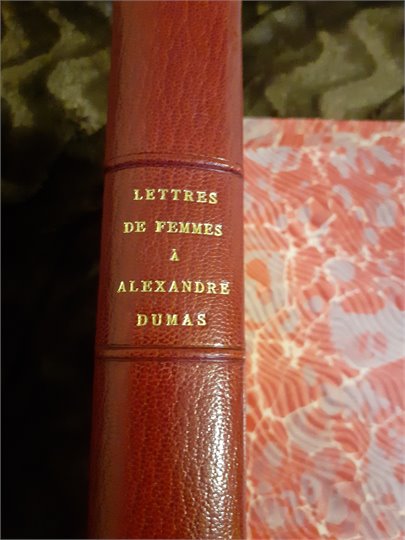 LETTRES
DE FEMMES
À
ALEXANDRE
DUMAS